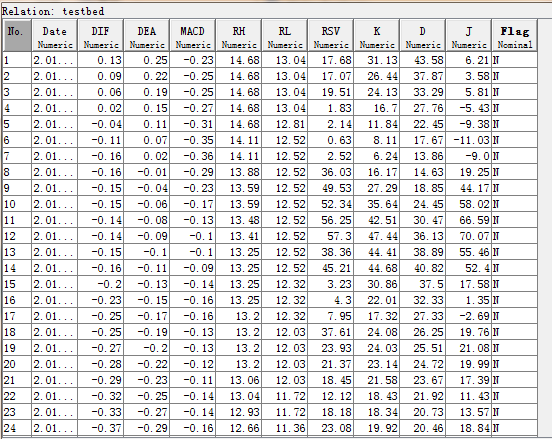 Relation: testbed
No. Date DIF DEA MACD RH RL RSV K D J Flag
Numeric Numeric Numeric Numeric Numeric Numeric Numeric Numeric Numeric Numeric Nominal
1 2.01... 0.13 0.25 -0.23 14.68 13.04 17.68 31.13 43.58 6.21 N
2 2.01... 0.09 0.22 -0.25 14.68 13.04 17.07 26.44 37.87 3.58 N
3 2.01... 0.06 0.19 -0.25 14.68 13.04 19.51 24.13 33.29 5.81 N
4 2.01... 0.02 0.15 -0.27 14.68 13.04 1.83 16.7 27.76 -5.43 N
5 2.01... -0.04 0.11 -0.31 14.68 12.81 2.14 11.84 22.45 -9.38 N
6 2.01... -0.11 0.07 -0.35 14.11 12.52 0.63 8.11 17.67 -11.03 N
7 2.01... -0.16 0.02 -0.36 14.11 12.52 2.52 6.24 13.86 -9.0 N
8 2.01... -0.16 -0.01 -0.29 13.88 12.52 36.03 16.17 14.63 19.25 N
9 2.01... -0.15 -0.04 -0.23 13.59 12.52 49.53 27.29 18.85 44.17 N
10 2.01... -0.15 -0.06 -0.17 13.59 12.52 52.34 35.64 24.45 58.02 N
11 2.01... -0.14 -0.08 -0.13 13.48 12.52 56.25 42.51 30.47 66.59 N
12 2.01... -0.14 -0.09 -0.1 13.41 12.52 57.3 47.44 36.13 70.07 N
13 2.01... -0.15 -0.1 -0.1 13.25 12.52 38.36 44.41 38.89 55.46 N
14 2.01... -0.16 -0.11 -0.09 13.25 12.52 45.21 44.68 40.82 52.4 N
15 2.01... -0.2 -0.13 -0.14 13.25 12.32 3.23 30.86 37.5 17.58 N
16 2.01... -0.23 -0.15 -0.16 13.25 12.32 4.3 22.01 32.33 1.35 N
17 2.01... -0.25 -0.17 -0.16 13.2 12.32 7.95 17.32 27.33 -2.69 N
18 2.01... -0.25 -0.19 -0.13 13.2 12.03 37.61 24.08 26.25 19.76 N
19 2.01... -0.27 -0.2 -0.13 13.2 12.03 23.93 24.03 25.51 21.08 N
20 2.01... -0.28 -0.22 -0.12 13.2 12.03 21.37 23.14 24.72 19.99 N
21 2.01... -0.29 -0.23 -0.11 13.06 12.03 18.45 21.58 23.67 17.39 N
22 2.01... -0.32 -0.25 -0.14 13.04 11.72 12.12 18.43 21.92 11.43 N
23 2.01... -0.33 -0.27 -0.14 12.93 11.72 18.18 18.34 20.73 13.57 N
24 2.01... -0.37 -0.29 -0.16 12.66 11.36 23.08 19.92 20.46 18.84 N